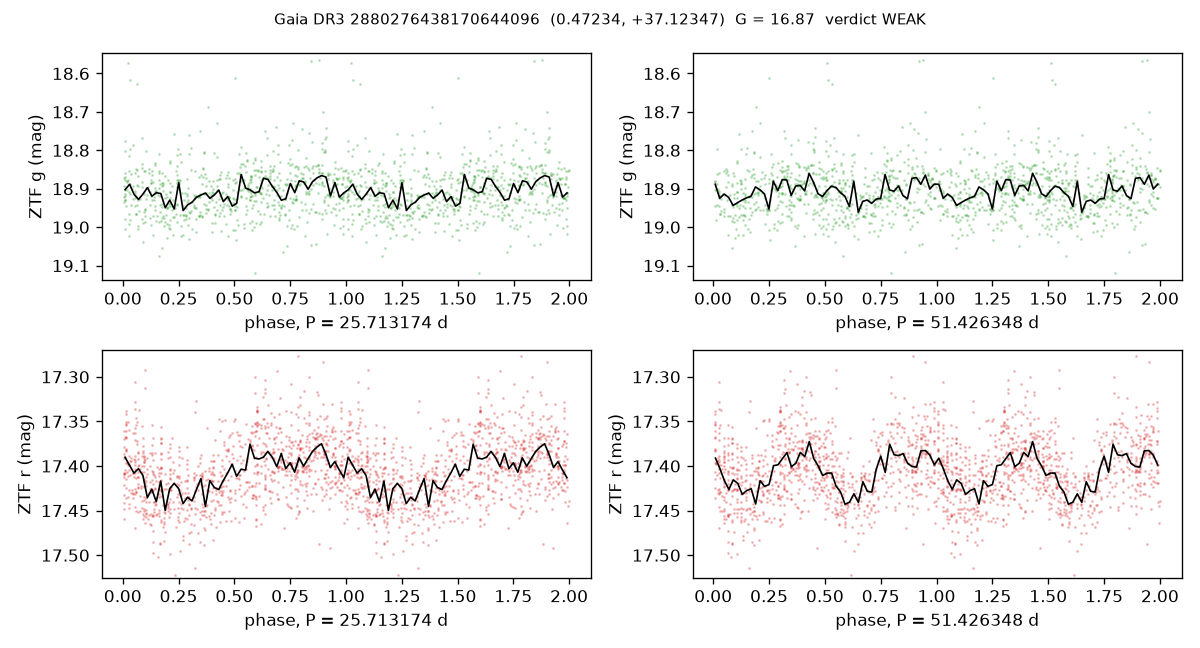 Gaia DR3 2880276438170644096  (0.47234, +37.12347)  G = 16.87  verdict WEAK
ZTF g (mag)
18.6
18.7
18.8
18.9
19.0
19.1
0.00 0.25 0.50 0.75 1.00 1.25 1.50 1.75 2.00
phase, P = 25.713174 d
ZTF g (mag)
18.6
18.7
18.8
18.9
19.0
19.1
0.00 0.25 0.50 0.75 1.00 1.25 1.50 1.75 2.00
phase, P = 51.426348 d
ZTF r (mag)
17.30
17.35
17.40
17.45
17.50
0.00 0.25 0.50 0.75 1.00 1.25 1.50 1.75 2.00
phase, P = 25.713174 d
ZTF r (mag)
17.30
17.35
17.40
17.45
17.50
0.00 0.25 0.50 0.75 1.00 1.25 1.50 1.75 2.00
phase, P = 51.426348 d